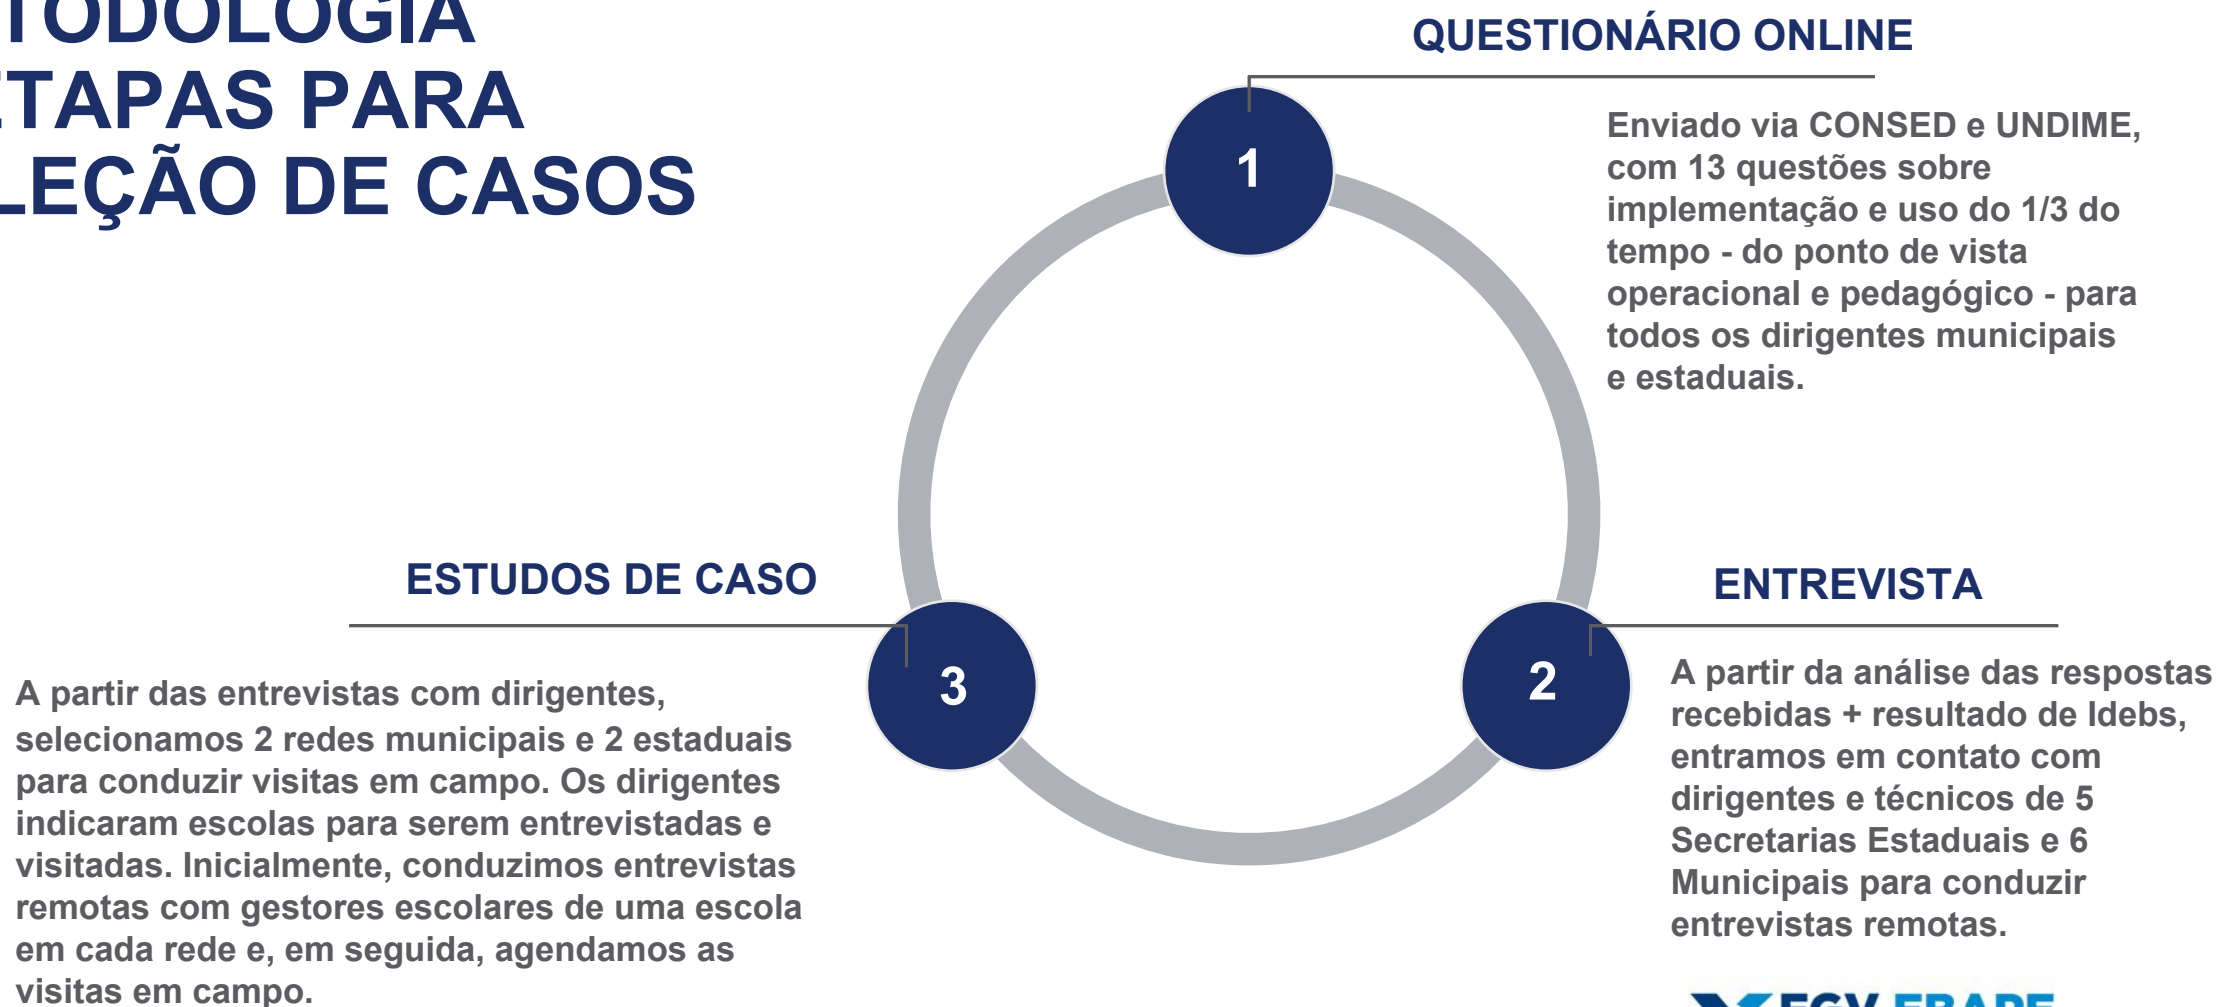 TODOLOGIA
ETAPAS PARA
LEÇÃO DE CASOS
QUESTIONÁRIO ONLINE
1
Enviado via CONSED e UNDIME,
com 13 questões sobre
implementação e uso do 1/3 do
tempo - do ponto de vista
operacional e pedagógico - para
todos os dirigentes municipais
e estaduais.
ENTREVISTA
2
A partir da análise das respostas
recebidas + resultado de Idebs,
entramos em contato com
dirigentes e técnicos de 5
Secretarias Estaduais e 6
Municipais para conduzir
entrevistas remotas.
ESTUDOS DE CASO
3
A partir das entrevistas com dirigentes,
selecionamos 2 redes municipais e 2 estaduais
para conduzir visitas em campo. Os dirigentes
indicaram escolas para serem entrevistadas e
visitadas. Inicialmente, conduzimos entrevistas
remotas com gestores escolares de uma escola
em cada rede e, em seguida, agendamos as
visitas em campo.
FGV EBAPE